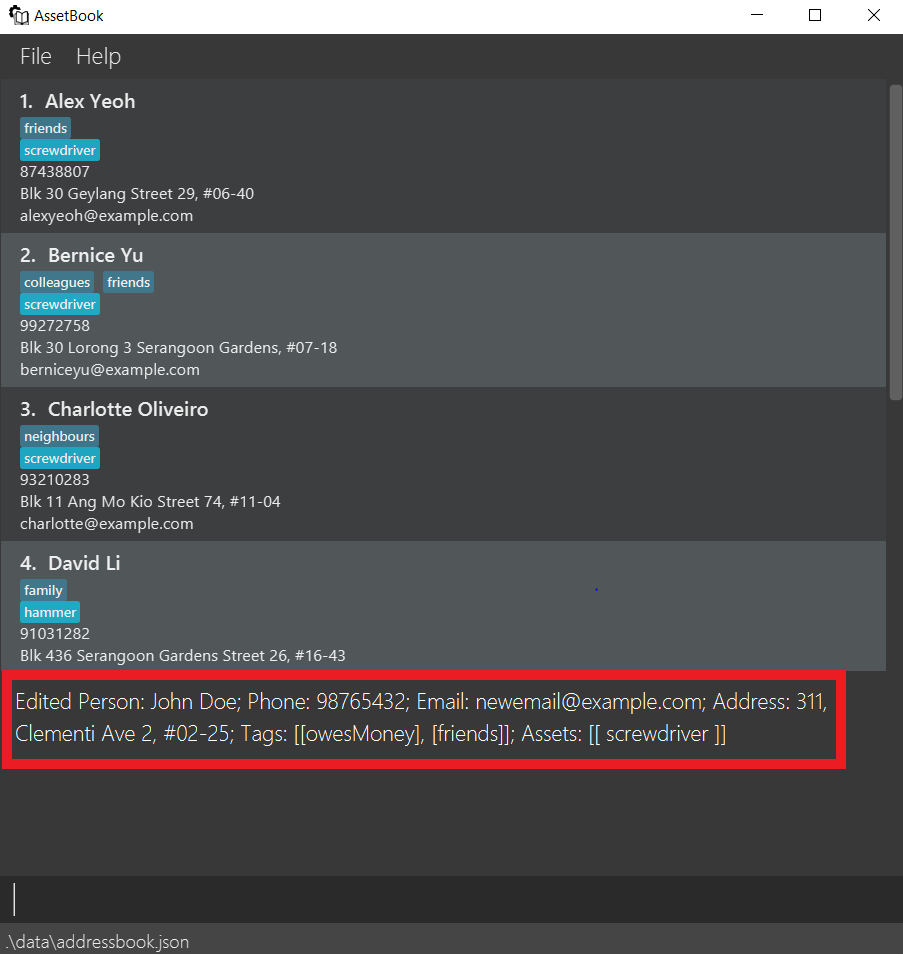 AssetBook
File Help
1. Alex Yeoh
friends
screwdriver
87438807
Blk 30 Geylang Street 29, #06-40
alexyeoh@example.com
2. Bernice Yu
colleagues friends
screwdriver
99272758
Blk 30 Lorong 3 Serangoon Gardens, #07-18
berniceyu@example.com
3. Charlotte Oliveiro
neighbours
screwdriver
93210283
Blk 11 Ang Mo Kio Street 74, #11-04
charlotte@example.com
4. David Li
family
hammer
91031282
Blk 436 Serangoon Gardens Street 26, #16-43
Edited Person: John Doe; Phone: 98765432; Email: newemail@example.com; Address: 311,
Clementi Ave 2, #02-25; Tags: [[owesMoney], [friends]]; Assets: [[ screwdriver ]]
.\data\addressbook.json